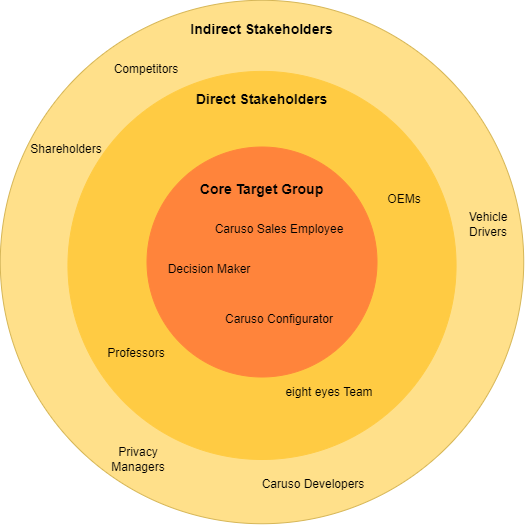 Indirect Stakeholders
Competitors
Direct Stakeholders
Shareholders
Core Target Group
OEMs
Vehicle
Drivers
Caruso Sales Employee
Decision Maker
Caruso Configurator
Professors
eight eyes Team
Privacy
Managers
Caruso Developers